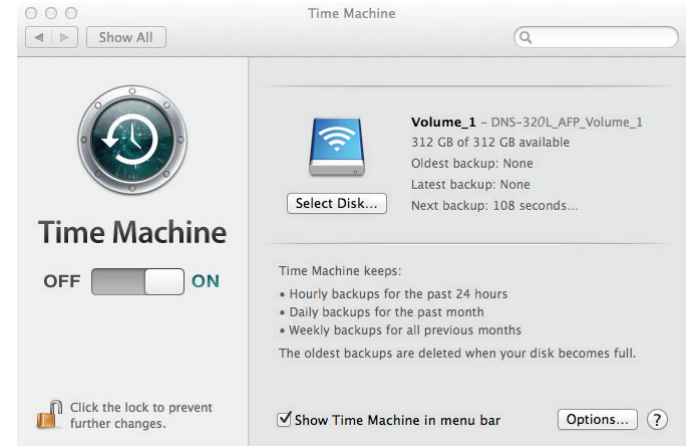 Time Machine
Show All
Volume_1 – DNS-320L_AFP_Volume_1
312 GB of 312 GB available
Oldest backup: None
Latest backup: None
Select Disk...
Next backup: 108 seconds...
Time Machine
OFF ON
Time Machine keeps:
• Hourly backups for the past 24 hours
• Daily backups for the past month
• Weekly backups for all previous months
The oldest backups are deleted when your disk becomes full.
Click the lock to prevent
further changes.
Show Time Machine in menu bar
Options...
?